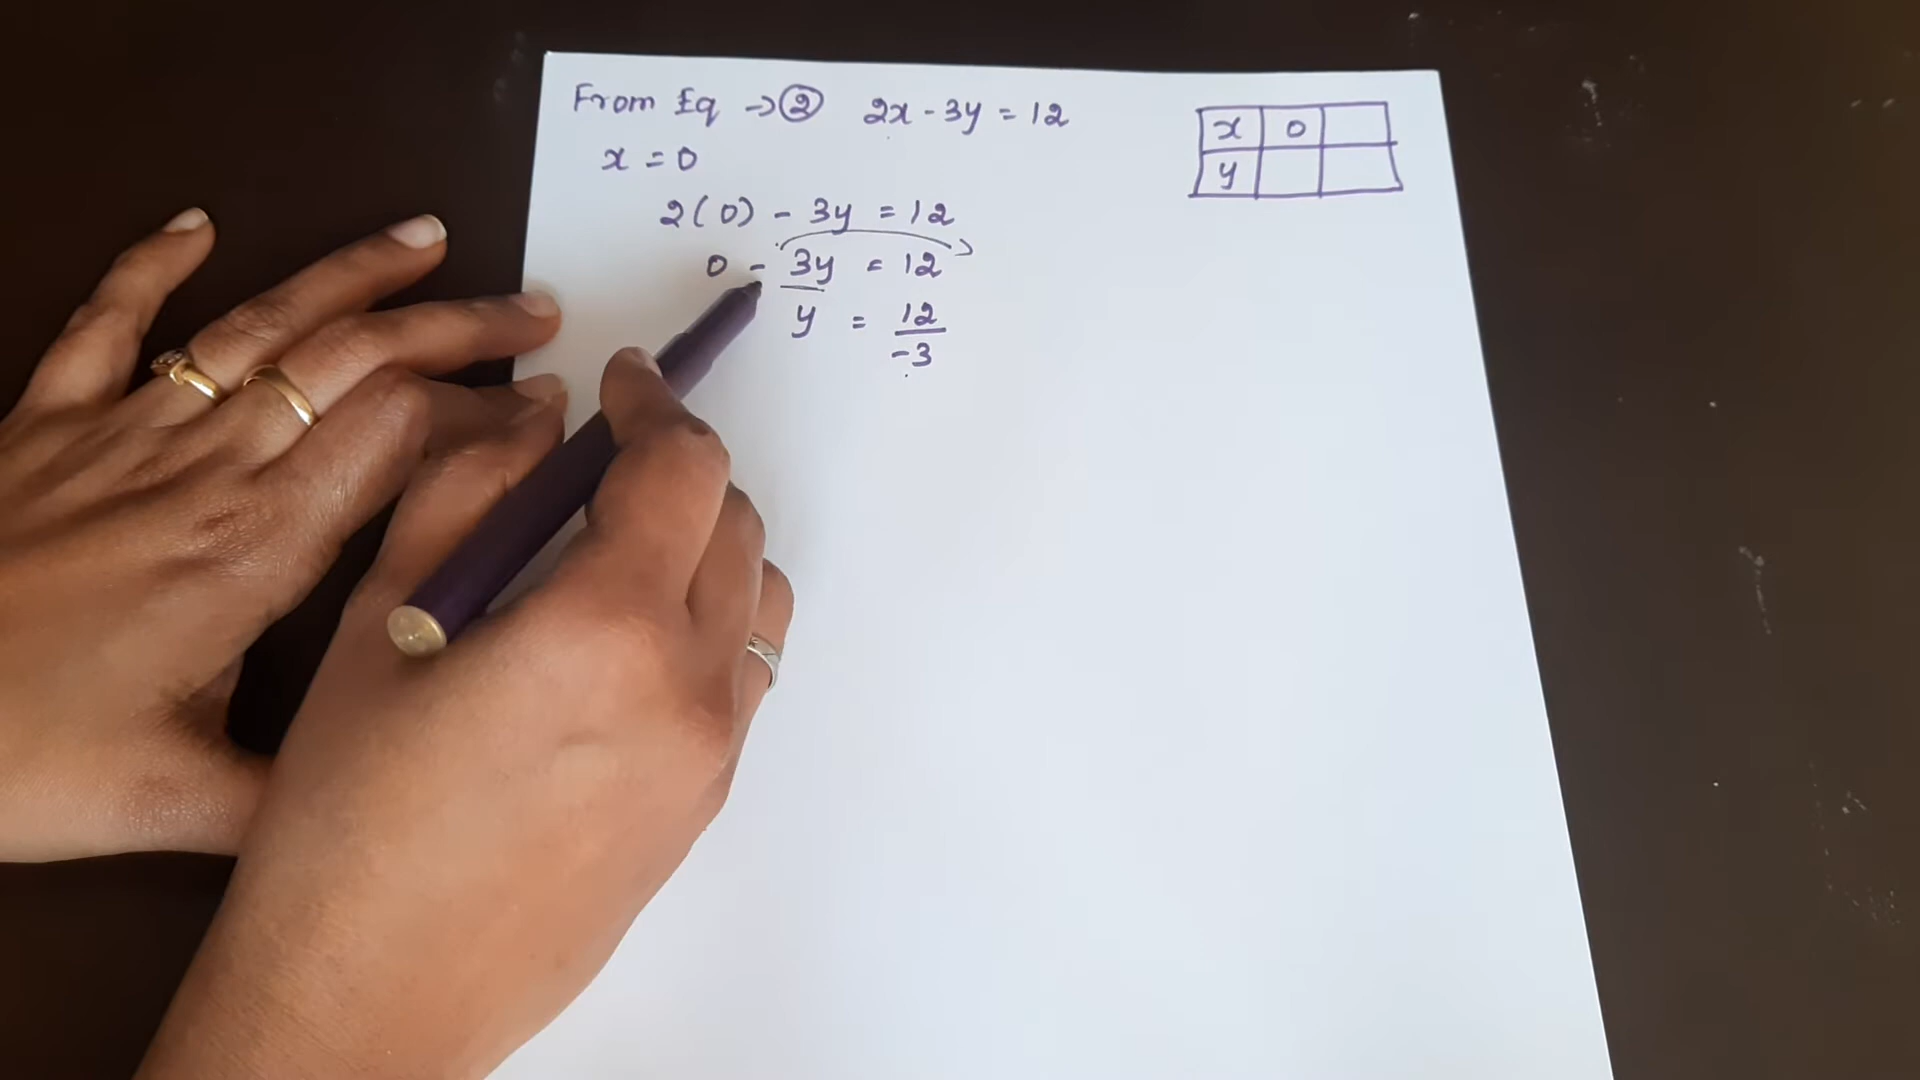 From Eq → ② 2x - 3y = 12
x = 0
2(0) - 3y = 12
0 - 3y = 12
y = 12/-3
x 0
y